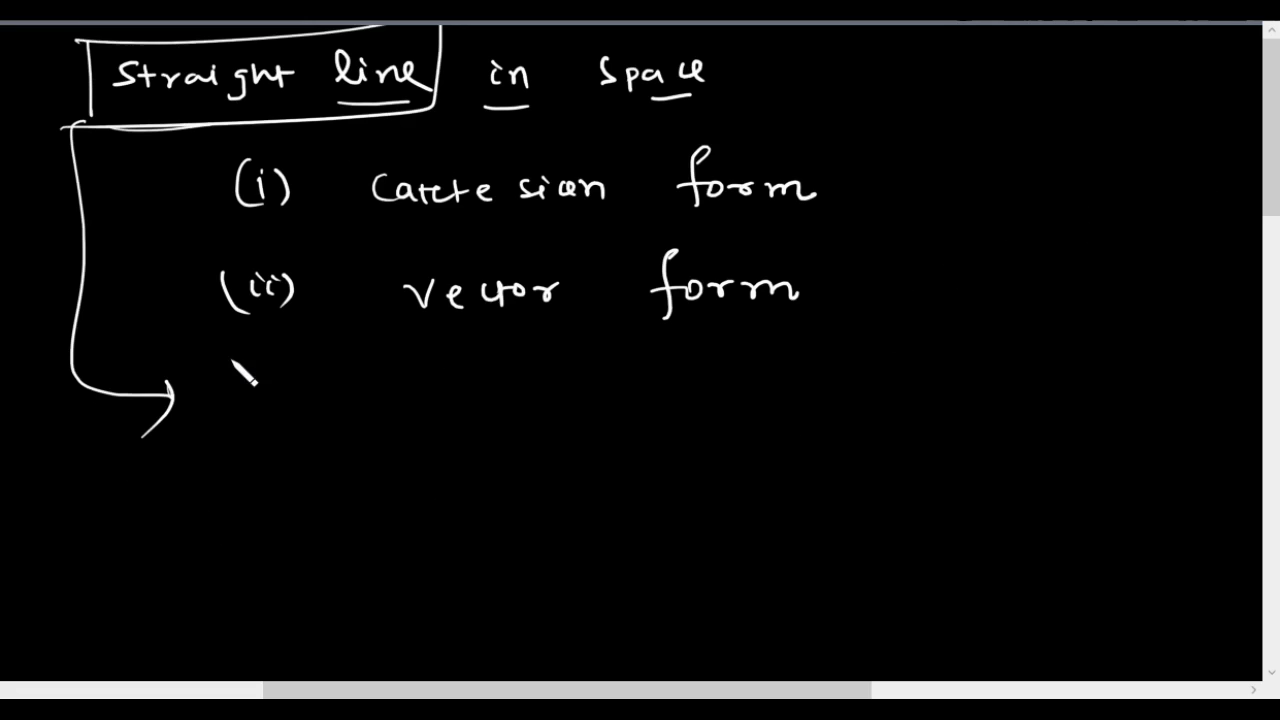 Straight line in space
(i) Cartesian form
(ii) vector form